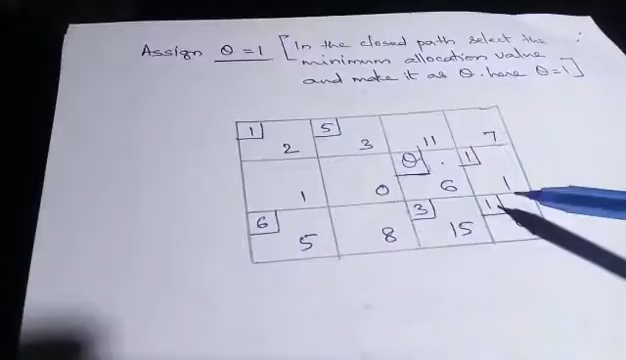 Assign θ = 1 [In the closed path select the :
minimum allocation value
and make it as θ. here θ=1]
1 2 5 3 11 7
1 0 θ . 6 1 1
6 5 8 3 15 1